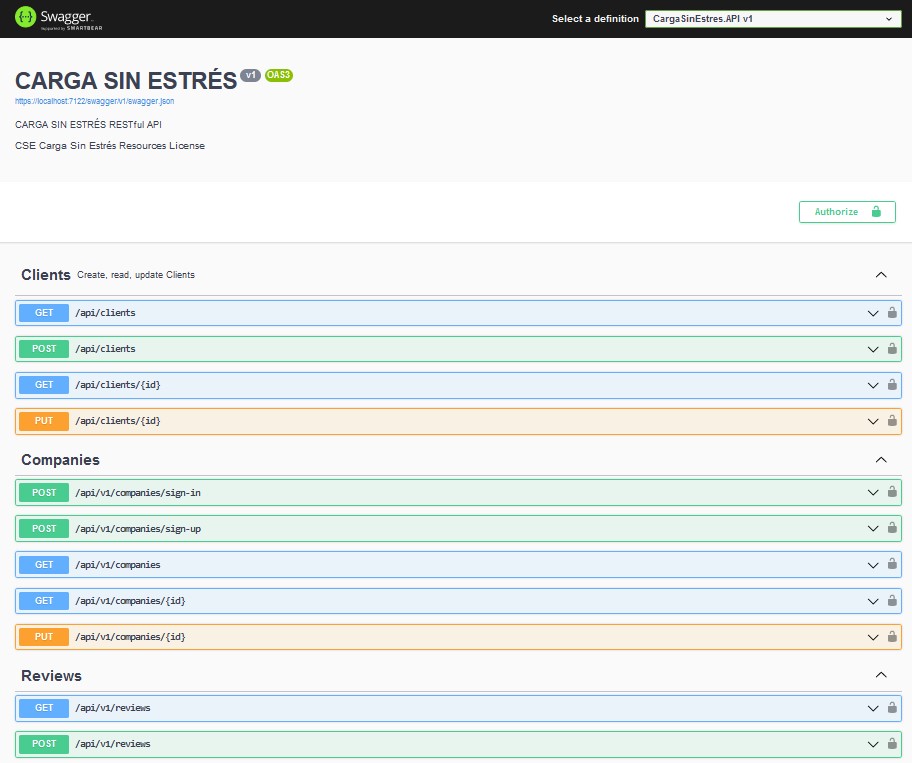 Swagger.
Supported by SMARTBEAR
Select a definition
CargaSinEstres.API v1
CARGA SIN ESTRÉS v1 OAS3
https://localhost:7122/swagger/v1/swagger.json
CARGA SIN ESTRÉS RESTful API
CSE Carga Sin Estrés Resources License
Authorize
Clients Create, read, update Clients
GET /api/clients
POST /api/clients
GET /api/clients/{id}
PUT /api/clients/{id}
Companies
POST /api/v1/companies/sign-in
POST /api/v1/companies/sign-up
GET /api/v1/companies
GET /api/v1/companies/{id}
PUT /api/v1/companies/{id}
Reviews
GET /api/v1/reviews
POST /api/v1/reviews